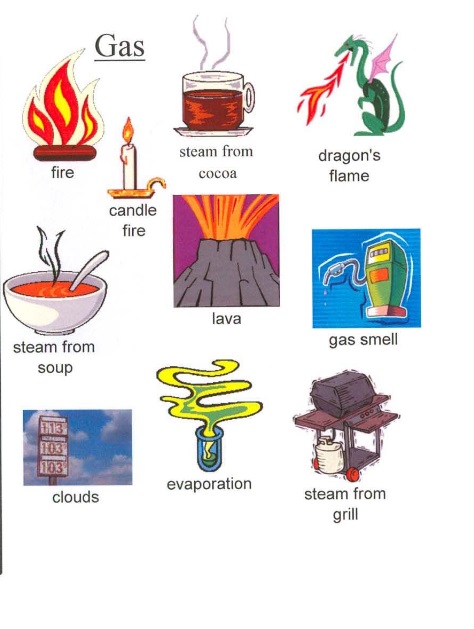 Gas
fire
candle
fire
steam from
cocoa
dragon's
flame
steam from
soup
lava
gas smell
113
103
103
clouds
evaporation
steam from
grill